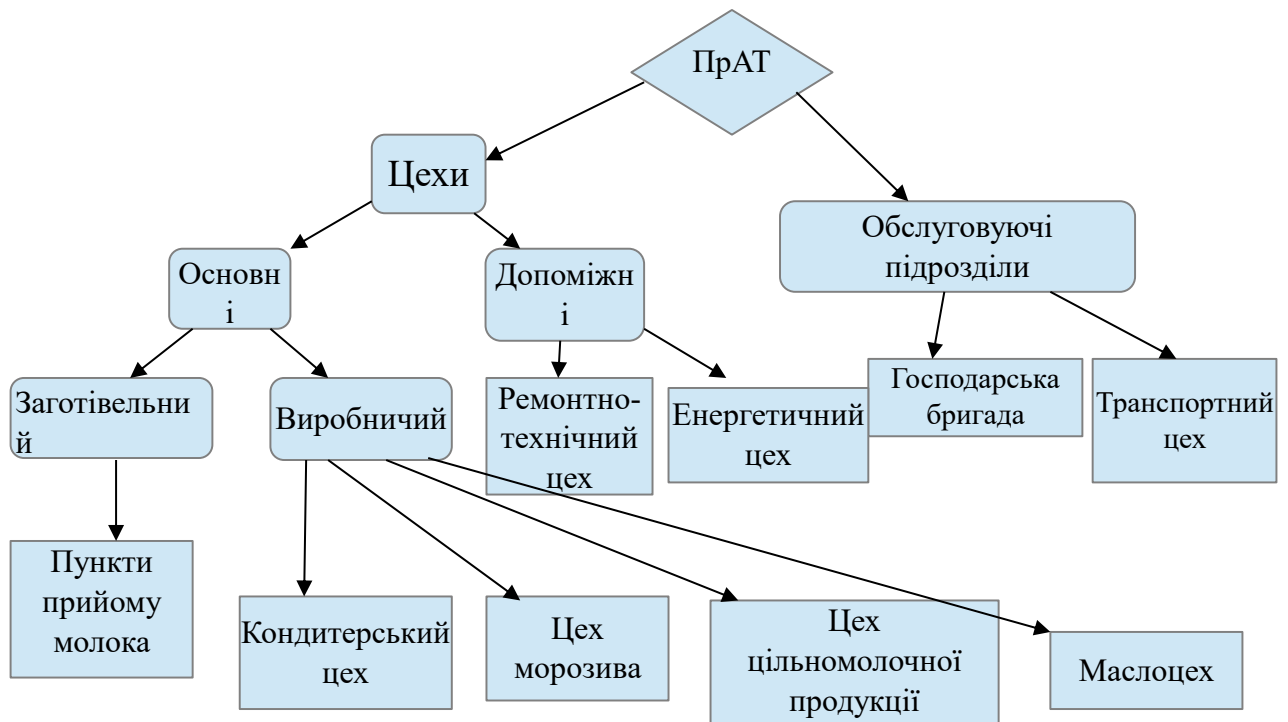 ПрАТ
Цехи
Обслуговуючі
підрозділи
Основн
і
Допоміжн
і
Заготівельни
й
Виробничий
Ремонтно-
технічний
цех
Енергетичний
цех
Господарська
бригада
Транспортний
цех
Пункти
прийому
молока
Кондитерський
цех
Цех
морозива
Цех
цільномолочної
продукції
Маслоцех